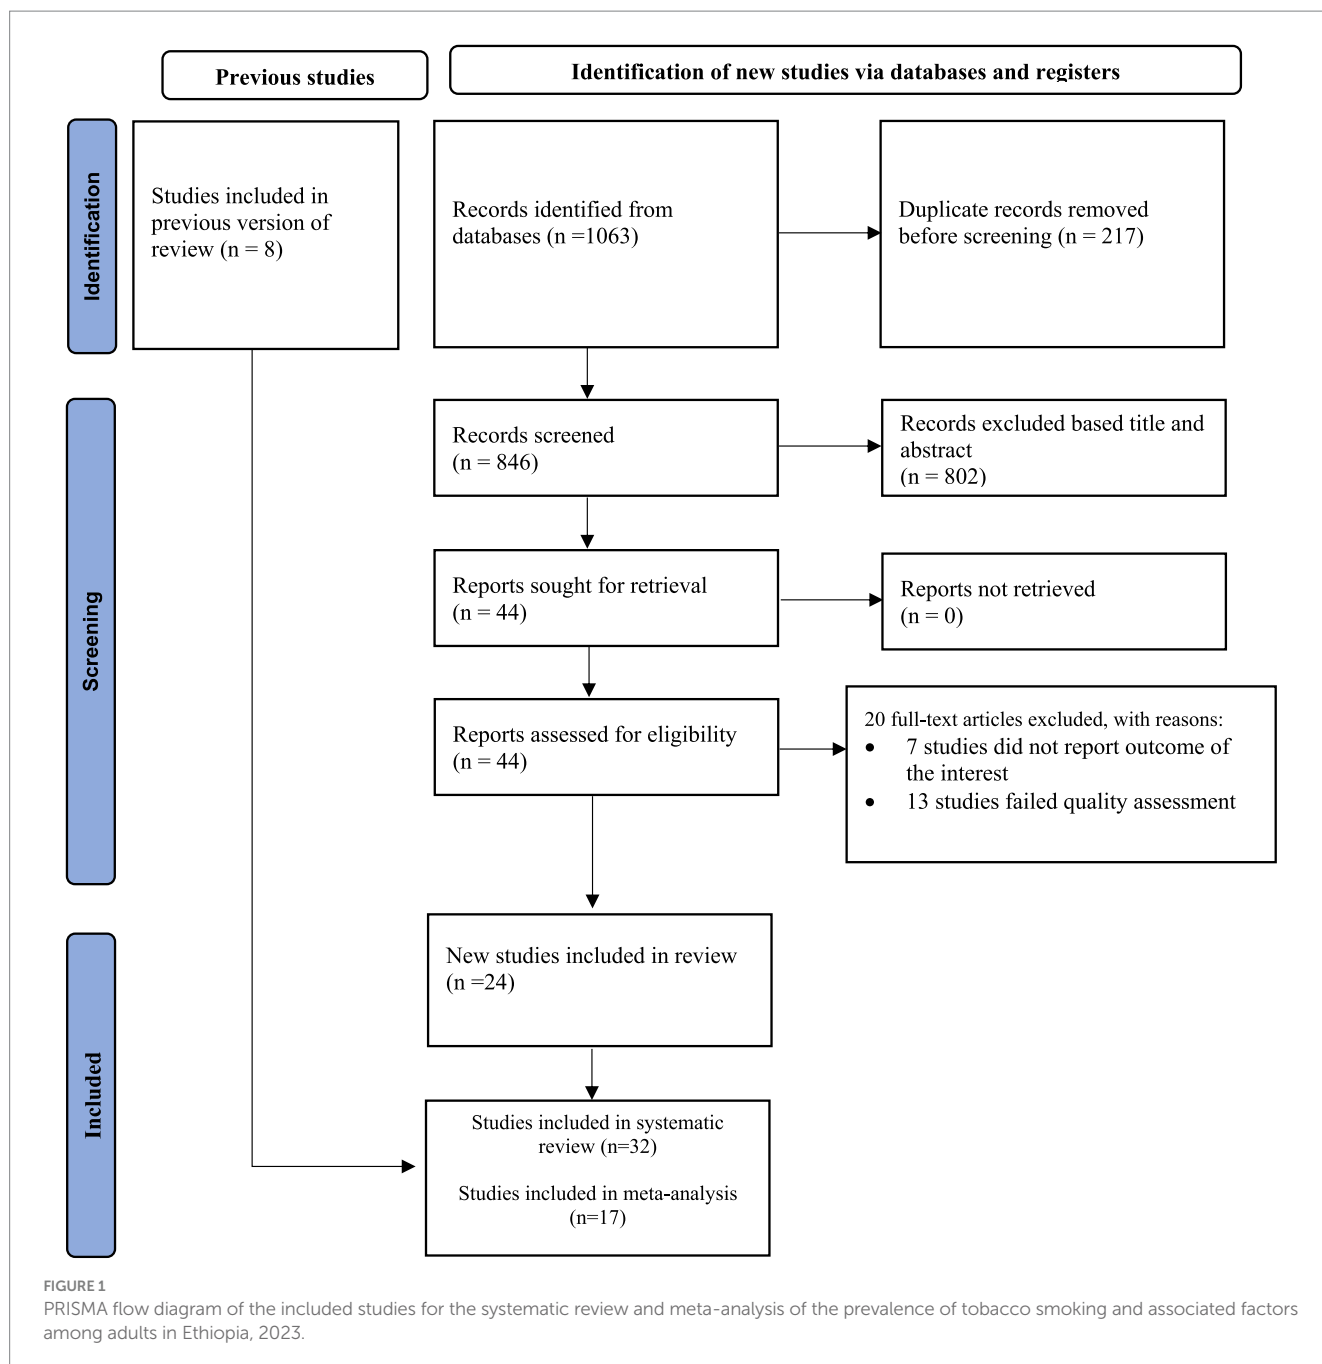 Previous studies
Identification of new studies via databases and registers
Identification
Studies included in
previous version of
review (n = 8)
Records identified from
databases (n =1063)
Duplicate records removed
before screening (n = 217)
Screening
Records screened
(n = 846)
Records excluded based title and
abstract
(n = 802)
Reports sought for retrieval
(n = 44)
Reports not retrieved
(n = 0)
Reports assessed for eligibility
(n = 44)
20 full-text articles excluded, with reasons:
• 7 studies did not report outcome of
the interest
• 13 studies failed quality assessment
Included
New studies included in review
(n =24)
Studies included in systematic
review (n=32)
Studies included in meta-analysis
(n=17)
FIGURE 1
PRISMA flow diagram of the included studies for the systematic review and meta-analysis of the prevalence of tobacco smoking and associated factors
among adults in Ethiopia, 2023.